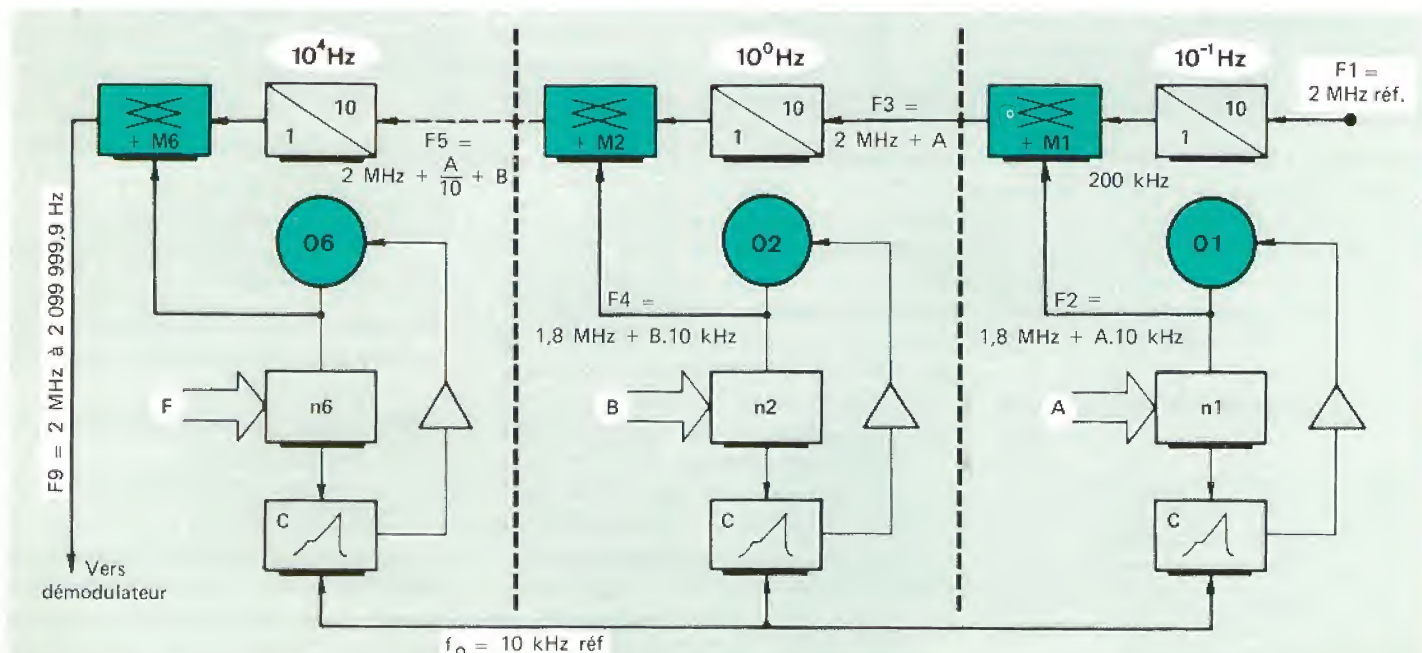 10⁴Hz
10⁰Hz
10⁻¹Hz
F1 =
2 MHz réf.
+ M6
10
1
F5 =
2 MHz + A/10 + B
+ M2
10
1
F3 =
2 MHz + A
+ M1
10
1
200 kHz
O6
O2
O1
F4 =
1,8 MHz + B.10 kHz
F2 =
1,8 MHz + A.10 kHz
F
n6
B
n2
A
n1
C
C
C
F9 = 2 MHz à 2 099 999,9 Hz
Vers
démodulateur
f₀ = 10 kHz réf